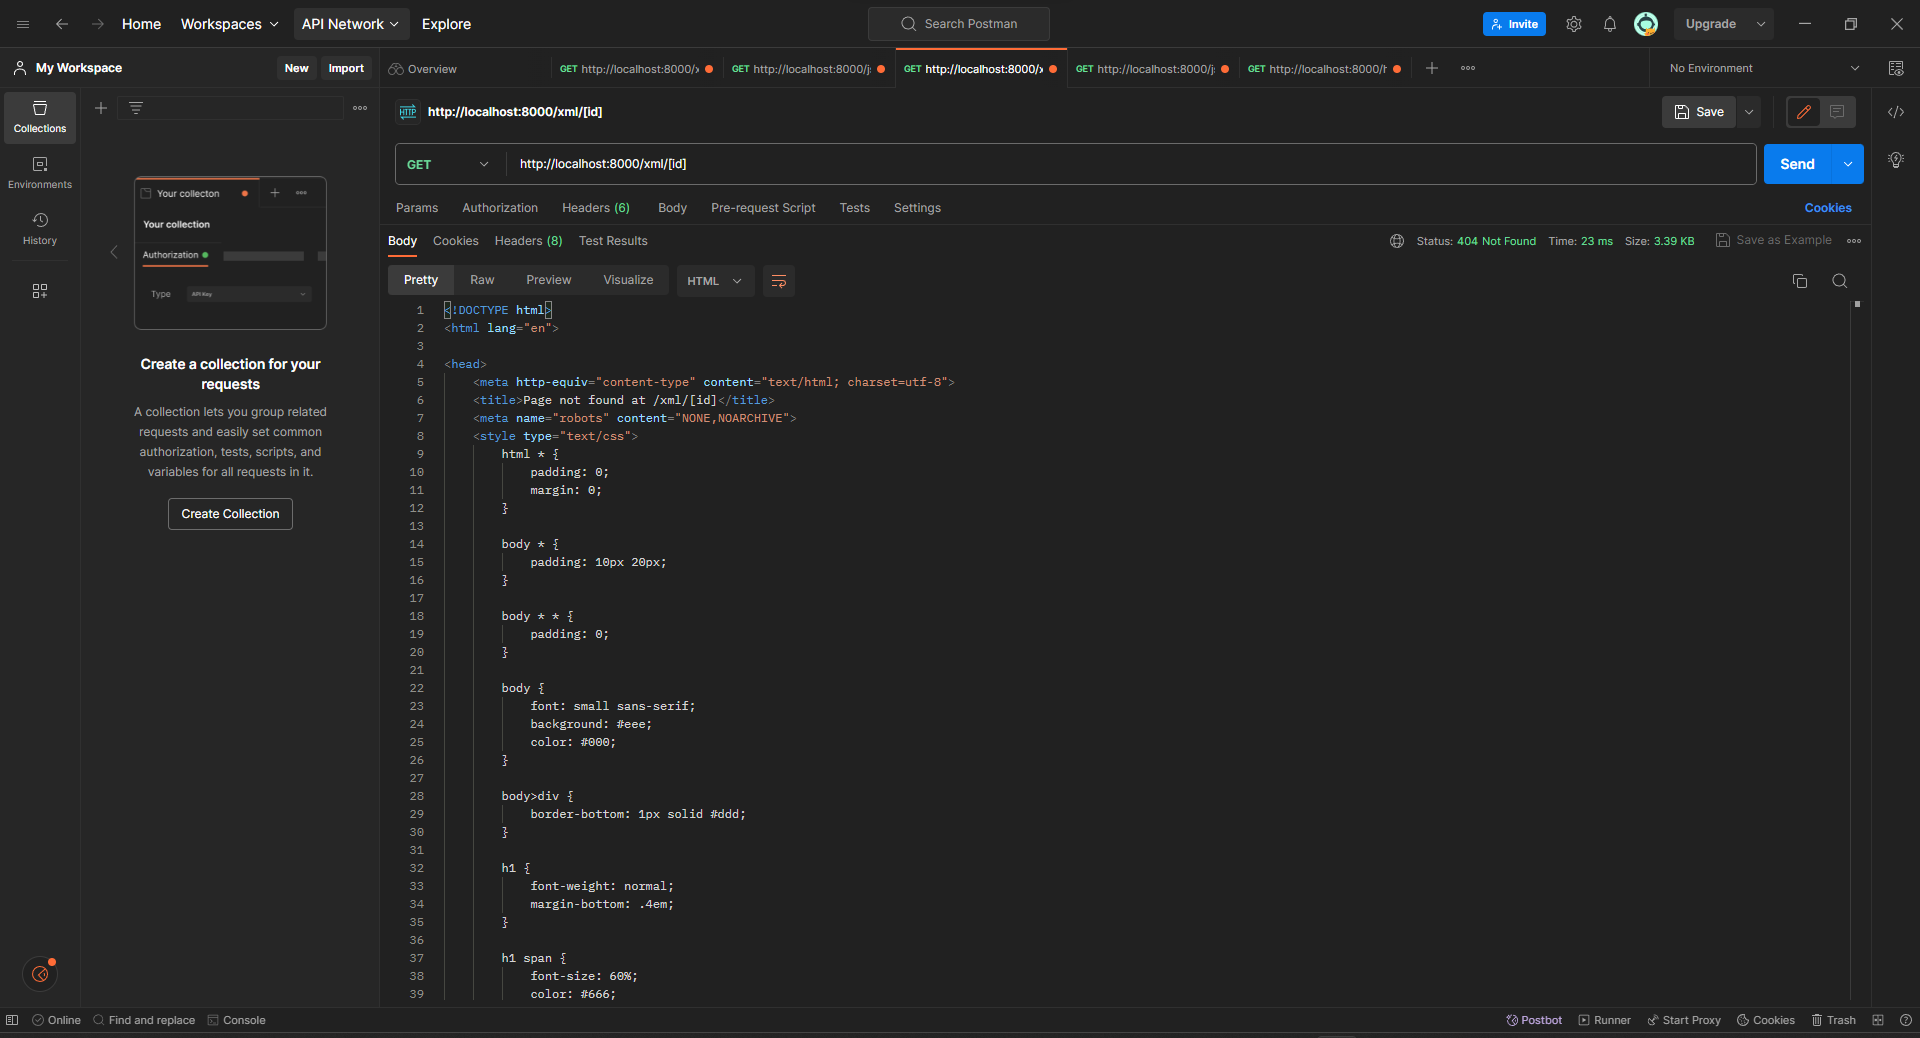 Home Workspaces API Network Explore Search Postman Invite Upgrade
My Workspace New Import Overview GET http://localhost:8000/x GET http://localhost:8000/j GET http://localhost:8000/x GET http://localhost:8000/j GET http://localhost:8000/h No Environment
Collections
Environments
History
Your collecton
Your collection
Authorization
Type API Key
Create a collection for your
requests
A collection lets you group related
requests and easily set common
authorization, tests, scripts, and
variables for all requests in it.
Create Collection
HTTP http://localhost:8000/xml/[id] Save
GET http://localhost:8000/xml/[id] Send
Params Authorization Headers (6) Body Pre-request Script Tests Settings Cookies
Body Cookies Headers (8) Test Results Status: 404 Not Found Time: 23 ms Size: 3.39 KB Save as Example
Pretty Raw Preview Visualize HTML
1 <!DOCTYPE html>
2 <html lang="en">
3
4 <head>
5 <meta http-equiv="content-type" content="text/html; charset=utf-8">
6 <title>Page not found at /xml/[id]</title>
7 <meta name="robots" content="NONE,NOARCHIVE">
8 <style type="text/css">
9 html * {
10 padding: 0;
11 margin: 0;
12 }
13
14 body * {
15 padding: 10px 20px;
16 }
17
18 body * * {
19 padding: 0;
20 }
21
22 body {
23 font: small sans-serif;
24 background: #eee;
25 color: #000;
26 }
27
28 body>div {
29 border-bottom: 1px solid #ddd;
30 }
31
32 h1 {
33 font-weight: normal;
34 margin-bottom: .4em;
35 }
36
37 h1 span {
38 font-size: 60%;
39 color: #666;
Online Find and replace Console Postbot Runner Start Proxy Cookies Trash